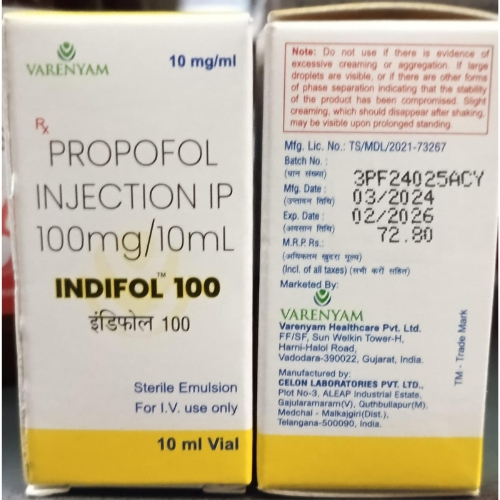 VARENYAM
10 mg/ml
Rx
PROPOFOL
INJECTION IP
100mg/10mL
INDIFOL™ 100
इंडिफोल 100
Sterile Emulsion
For I.V. use only
10 ml Vial
Note: Do not use if there is evidence of
excessive creaming or aggregation. If large
droplets are visible, or if there are other forms
of phase separation indicating that the stability
of the product has been compromised. Slight
creaming, which should disappear after shaking,
may be visible upon prolonged standing.
Mfg. Lic. No.: TS/MDL/2021-73267
Batch No. :
(घान संख्या)
3PF24025ACY
Mfg. Date :
(उत्पादन तिथि)
03/2024
Exp. Date :
(अवसान तिथि)
02/2026
M.R.P. Rs.:
72.80
(अधिकतम खुदरा मूल्य)
(Incl. of all taxes) (सभी करों सहित)
Marketed By:
VARENYAM
Varenyam Healthcare Pvt. Ltd.
FF/SF, Sun Welkin Tower-H,
Harni-Haloi Road,
Vadodara-390022, Gujarat, India.
Manufactured by:
CELON LABORATORIES PVT. LTD.,
Plot No-3, ALEAP Industrial Estate,
Gajularamaram(V), Quthbullapur(M),
Medchal - Malkajgiri(Dist.),
Telangana-500090, India.
TM - Trade Mark